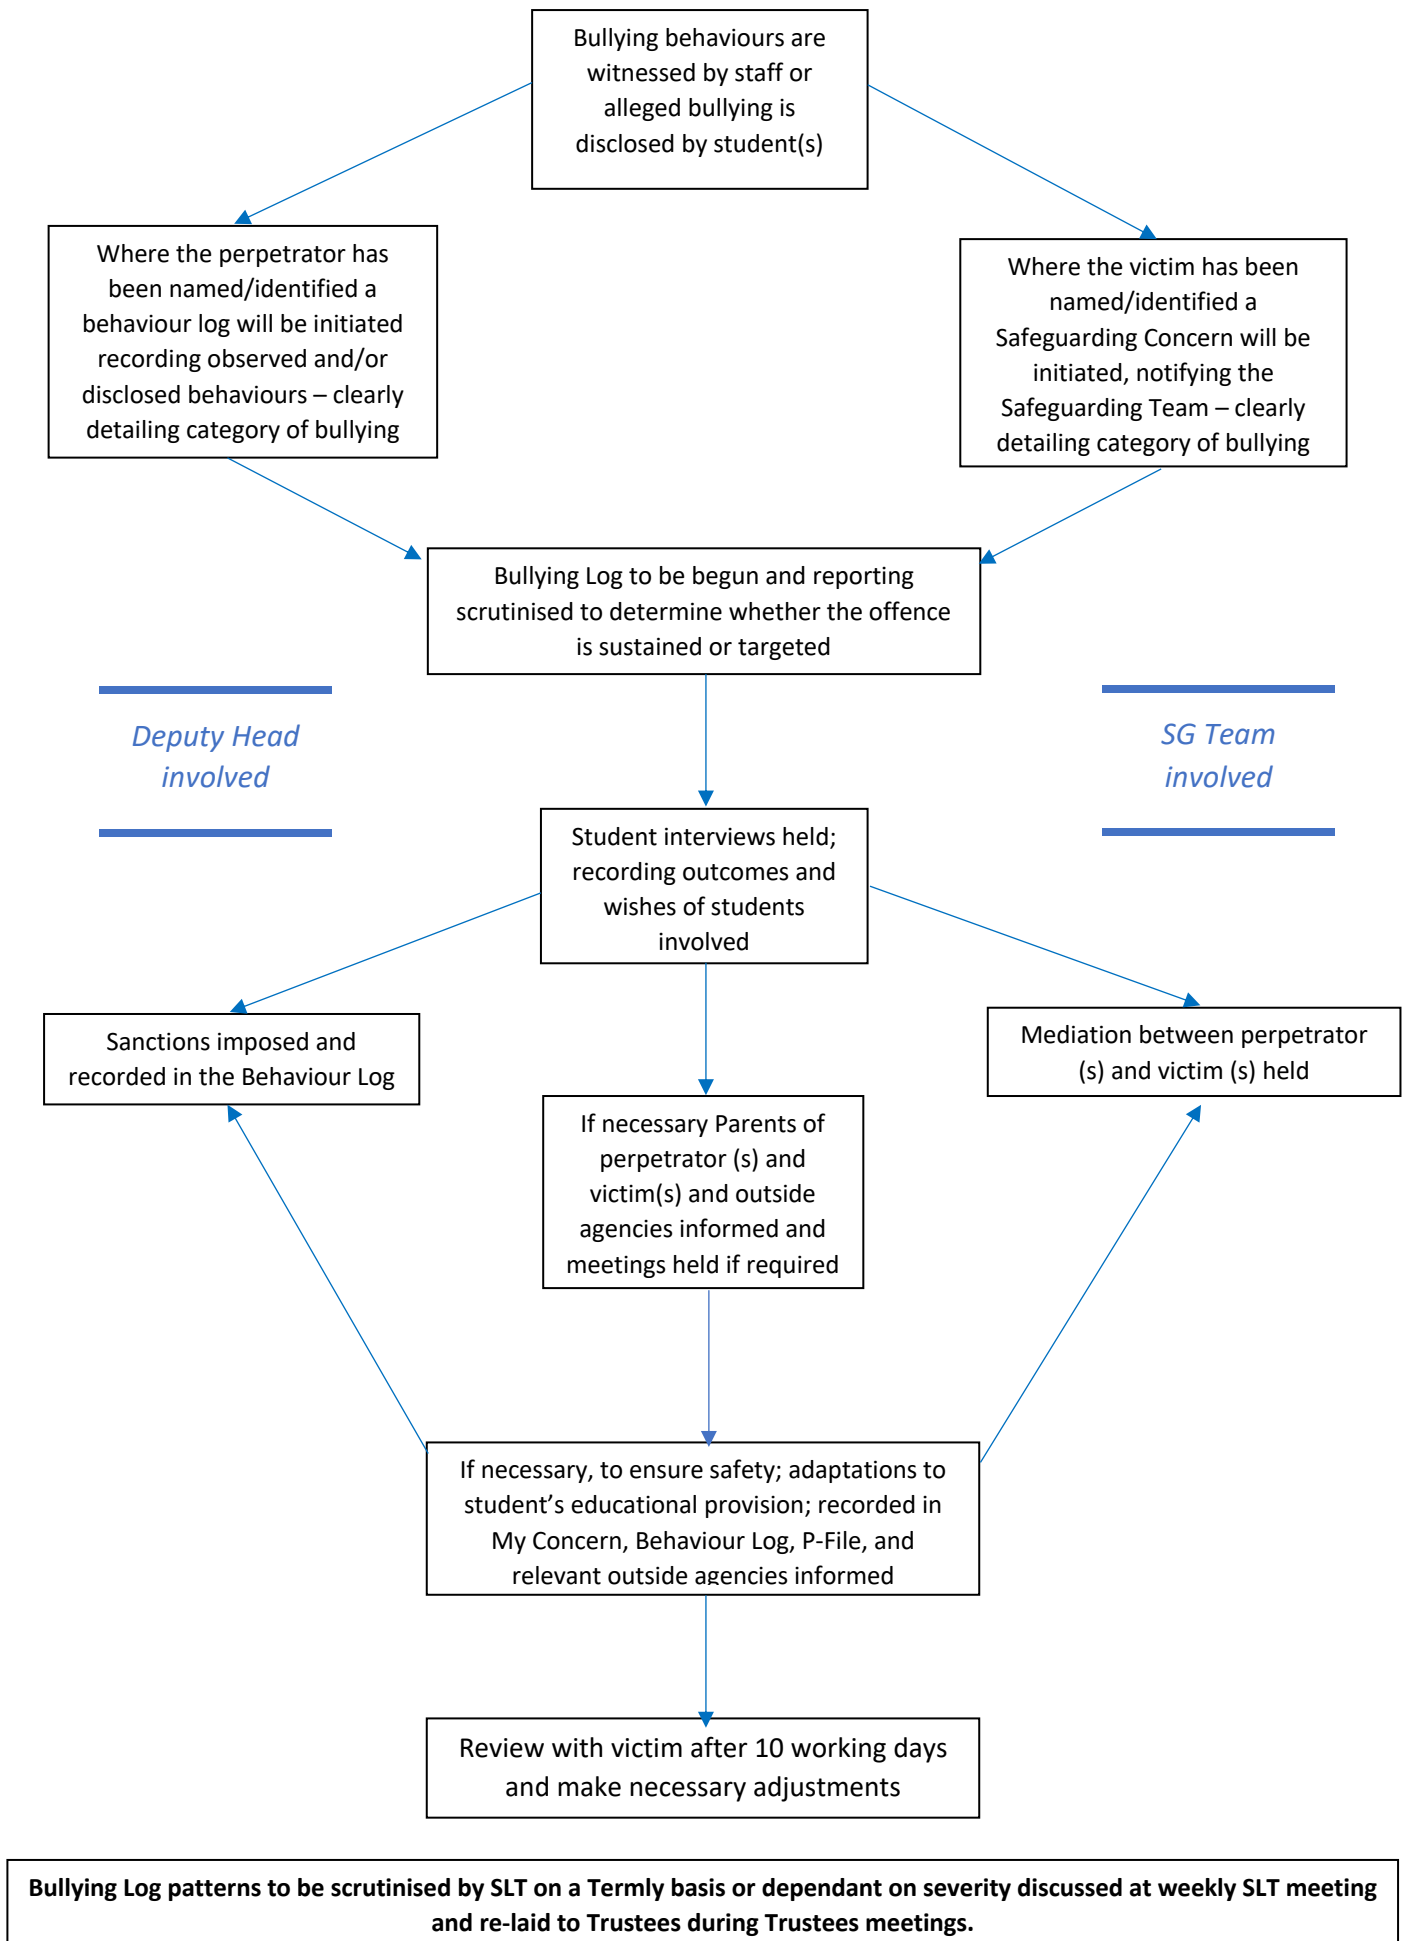 Bullying behaviours are
witnessed by staff or
alleged bullying is
disclosed by student(s)
Where the perpetrator has
been named/identified a
behaviour log will be initiated
recording observed and/or
disclosed behaviours – clearly
detailing category of bullying
Where the victim has been
named/identified a
Safeguarding Concern will be
initiated, notifying the
Safeguarding Team – clearly
detailing category of bullying
Bullying Log to be begun and reporting
scrutinised to determine whether the offence
is sustained or targeted
Deputy Head
involved
SG Team
involved
Student interviews held;
recording outcomes and
wishes of students
involved
Sanctions imposed and
recorded in the Behaviour Log
Mediation between perpetrator
(s) and victim (s) held
If necessary Parents of
perpetrator (s) and
victim(s) and outside
agencies informed and
meetings held if required
If necessary, to ensure safety; adaptations to
student’s educational provision; recorded in
My Concern, Behaviour Log, P-File, and
relevant outside agencies informed
Review with victim after 10 working days
and make necessary adjustments
Bullying Log patterns to be scrutinised by SLT on a Termly basis or dependant on severity discussed at weekly SLT meeting
and re-laid to Trustees during Trustees meetings.